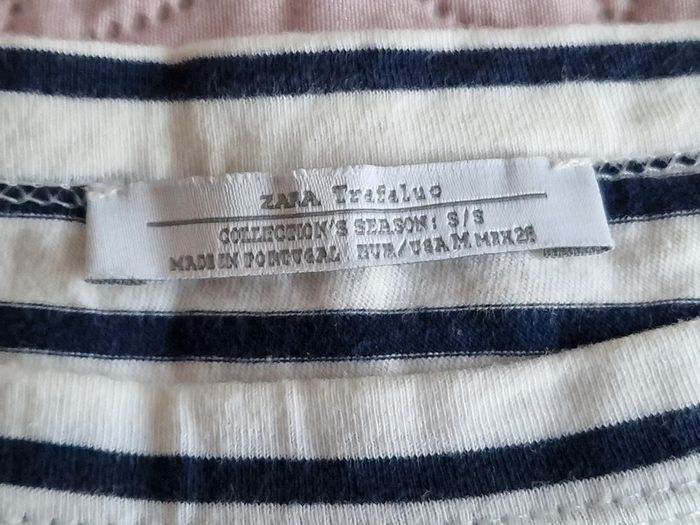 ZARA Trafaluc
COLLECTION'S SEASON: S/S
MADE IN PORTUGAL EUR/USA M MEX 28